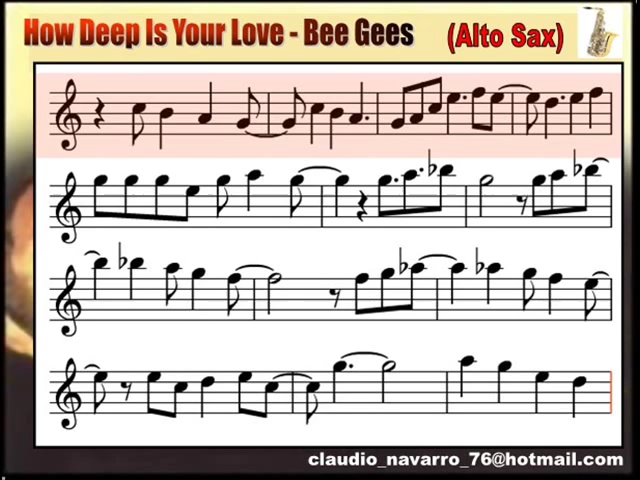 How Deep Is Your Love - Bee Gees
(Alto Sax)
claudio_navarro_76@hotmail.com